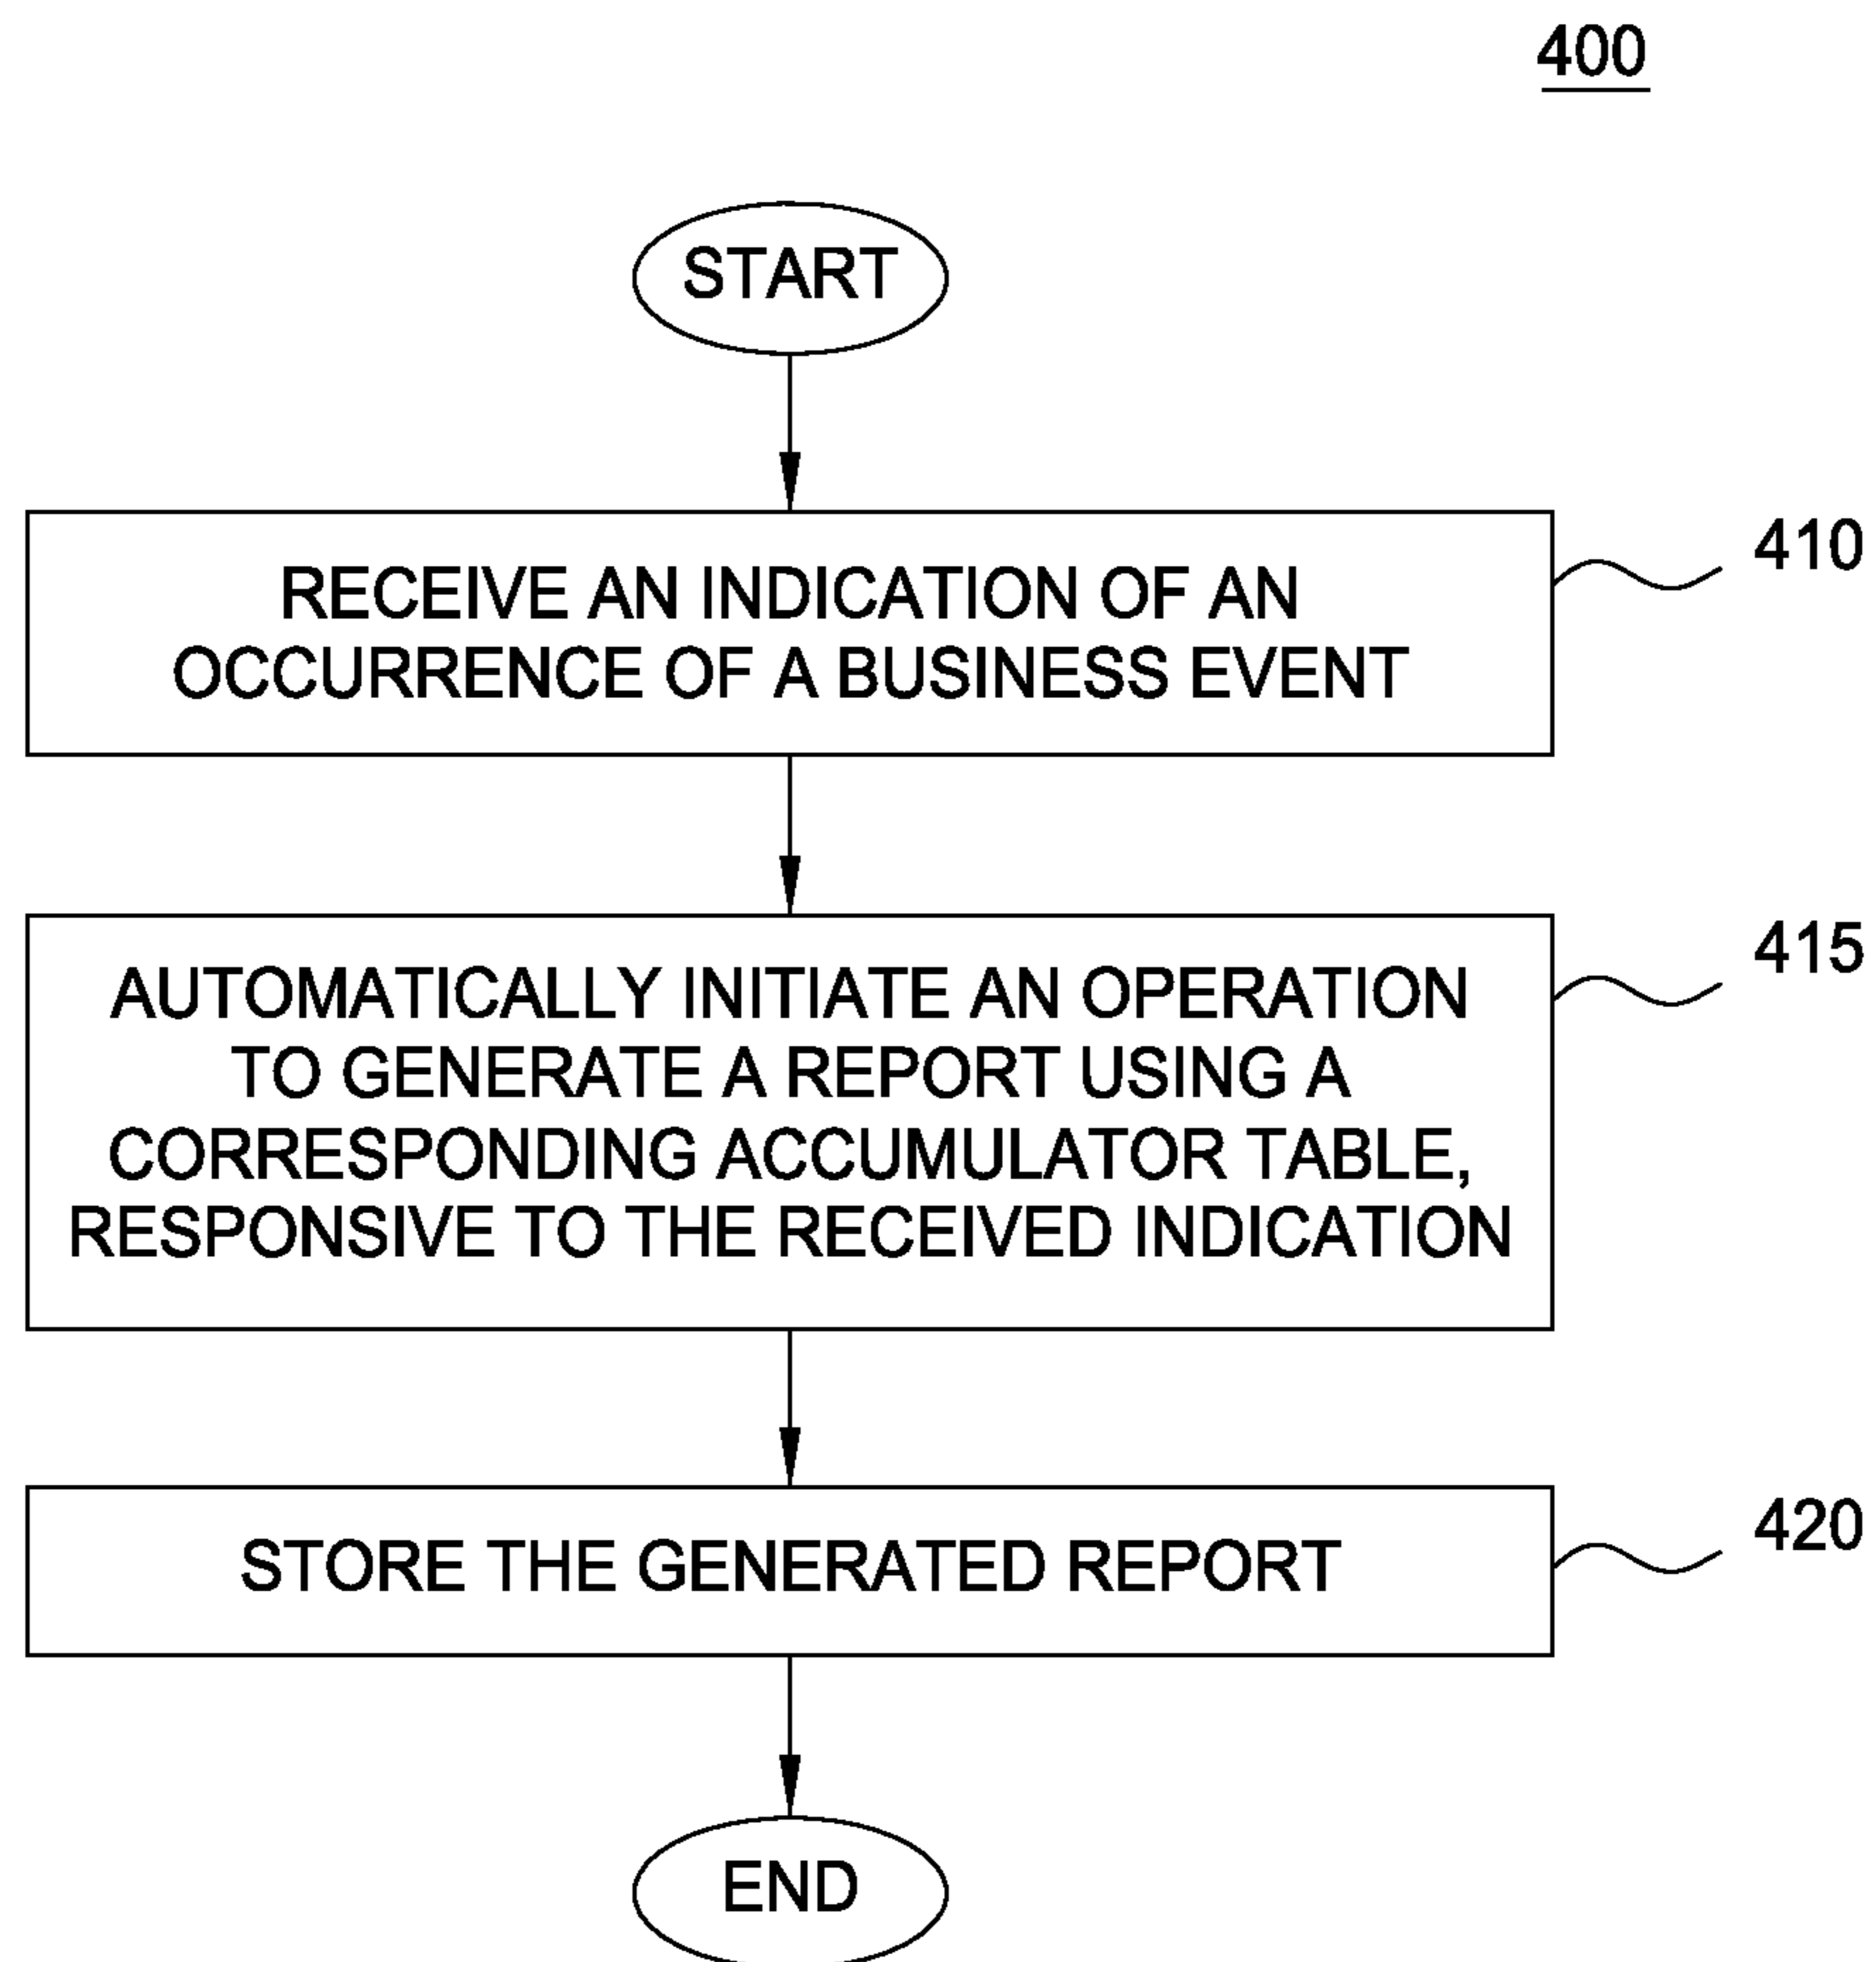 400
START
RECEIVE AN INDICATION OF AN
OCCURRENCE OF A BUSINESS EVENT
410
AUTOMATICALLY INITIATE AN OPERATION
TO GENERATE A REPORT USING A
CORRESPONDING ACCUMULATOR TABLE,
RESPONSIVE TO THE RECEIVED INDICATION
415
STORE THE GENERATED REPORT
420
END